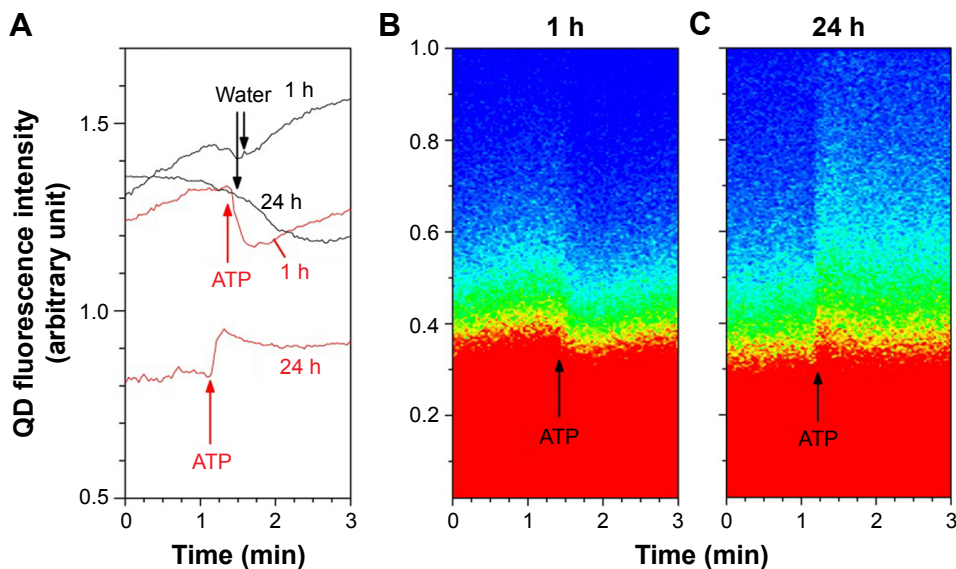 A
QD fluorescence intensity
(arbitrary unit)
1.5
1.0
0.5
Water
1 h
24 h
ATP
1 h
24 h
ATP
0
1
2
3
Time (min)
B
1 h
1.0
0.8
0.6
0.4
0.2
ATP
0
1
2
3
C
24 h
ATP
0
1
2
3
Time (min)